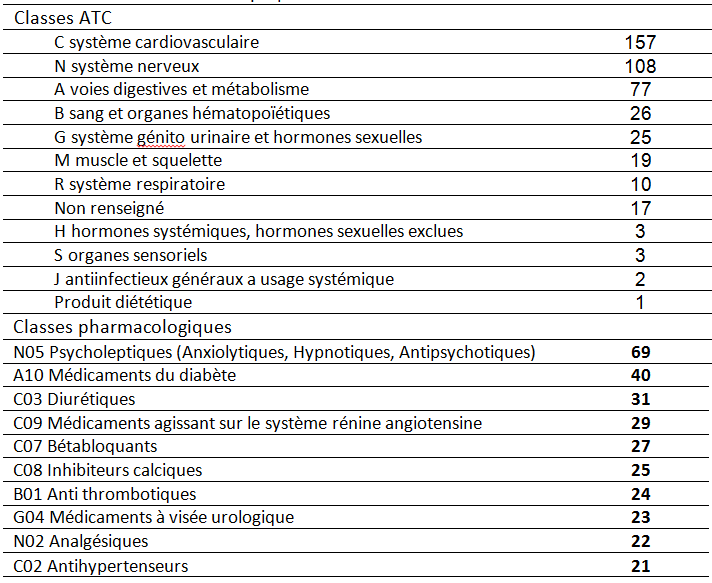 Classes ATC
C système cardiovasculaire 157
N système nerveux 108
A voies digestives et métabolisme 77
B sang et organes hématopoïétiques 26
G système génito urinaire et hormones sexuelles 25
M muscle et squelette 19
R système respiratoire 10
Non renseigné 17
H hormones systémiques, hormones sexuelles exclues 3
S organes sensoriels 3
J antiinfectieux généraux a usage systémique 2
Produit diététique 1
Classes pharmacologiques
N05 Psycholeptiques (Anxiolytiques, Hypnotiques, Antipsychotiques) 69
A10 Médicaments du diabète 40
C03 Diurétiques 31
C09 Médicaments agissant sur le système rénine angiotensine 29
C07 Bétabloquants 27
C08 Inhibiteurs calciques 25
B01 Anti thrombotiques 24
G04 Médicaments à visée urologique 23
N02 Analgésiques 22
C02 Antihypertenseurs 21